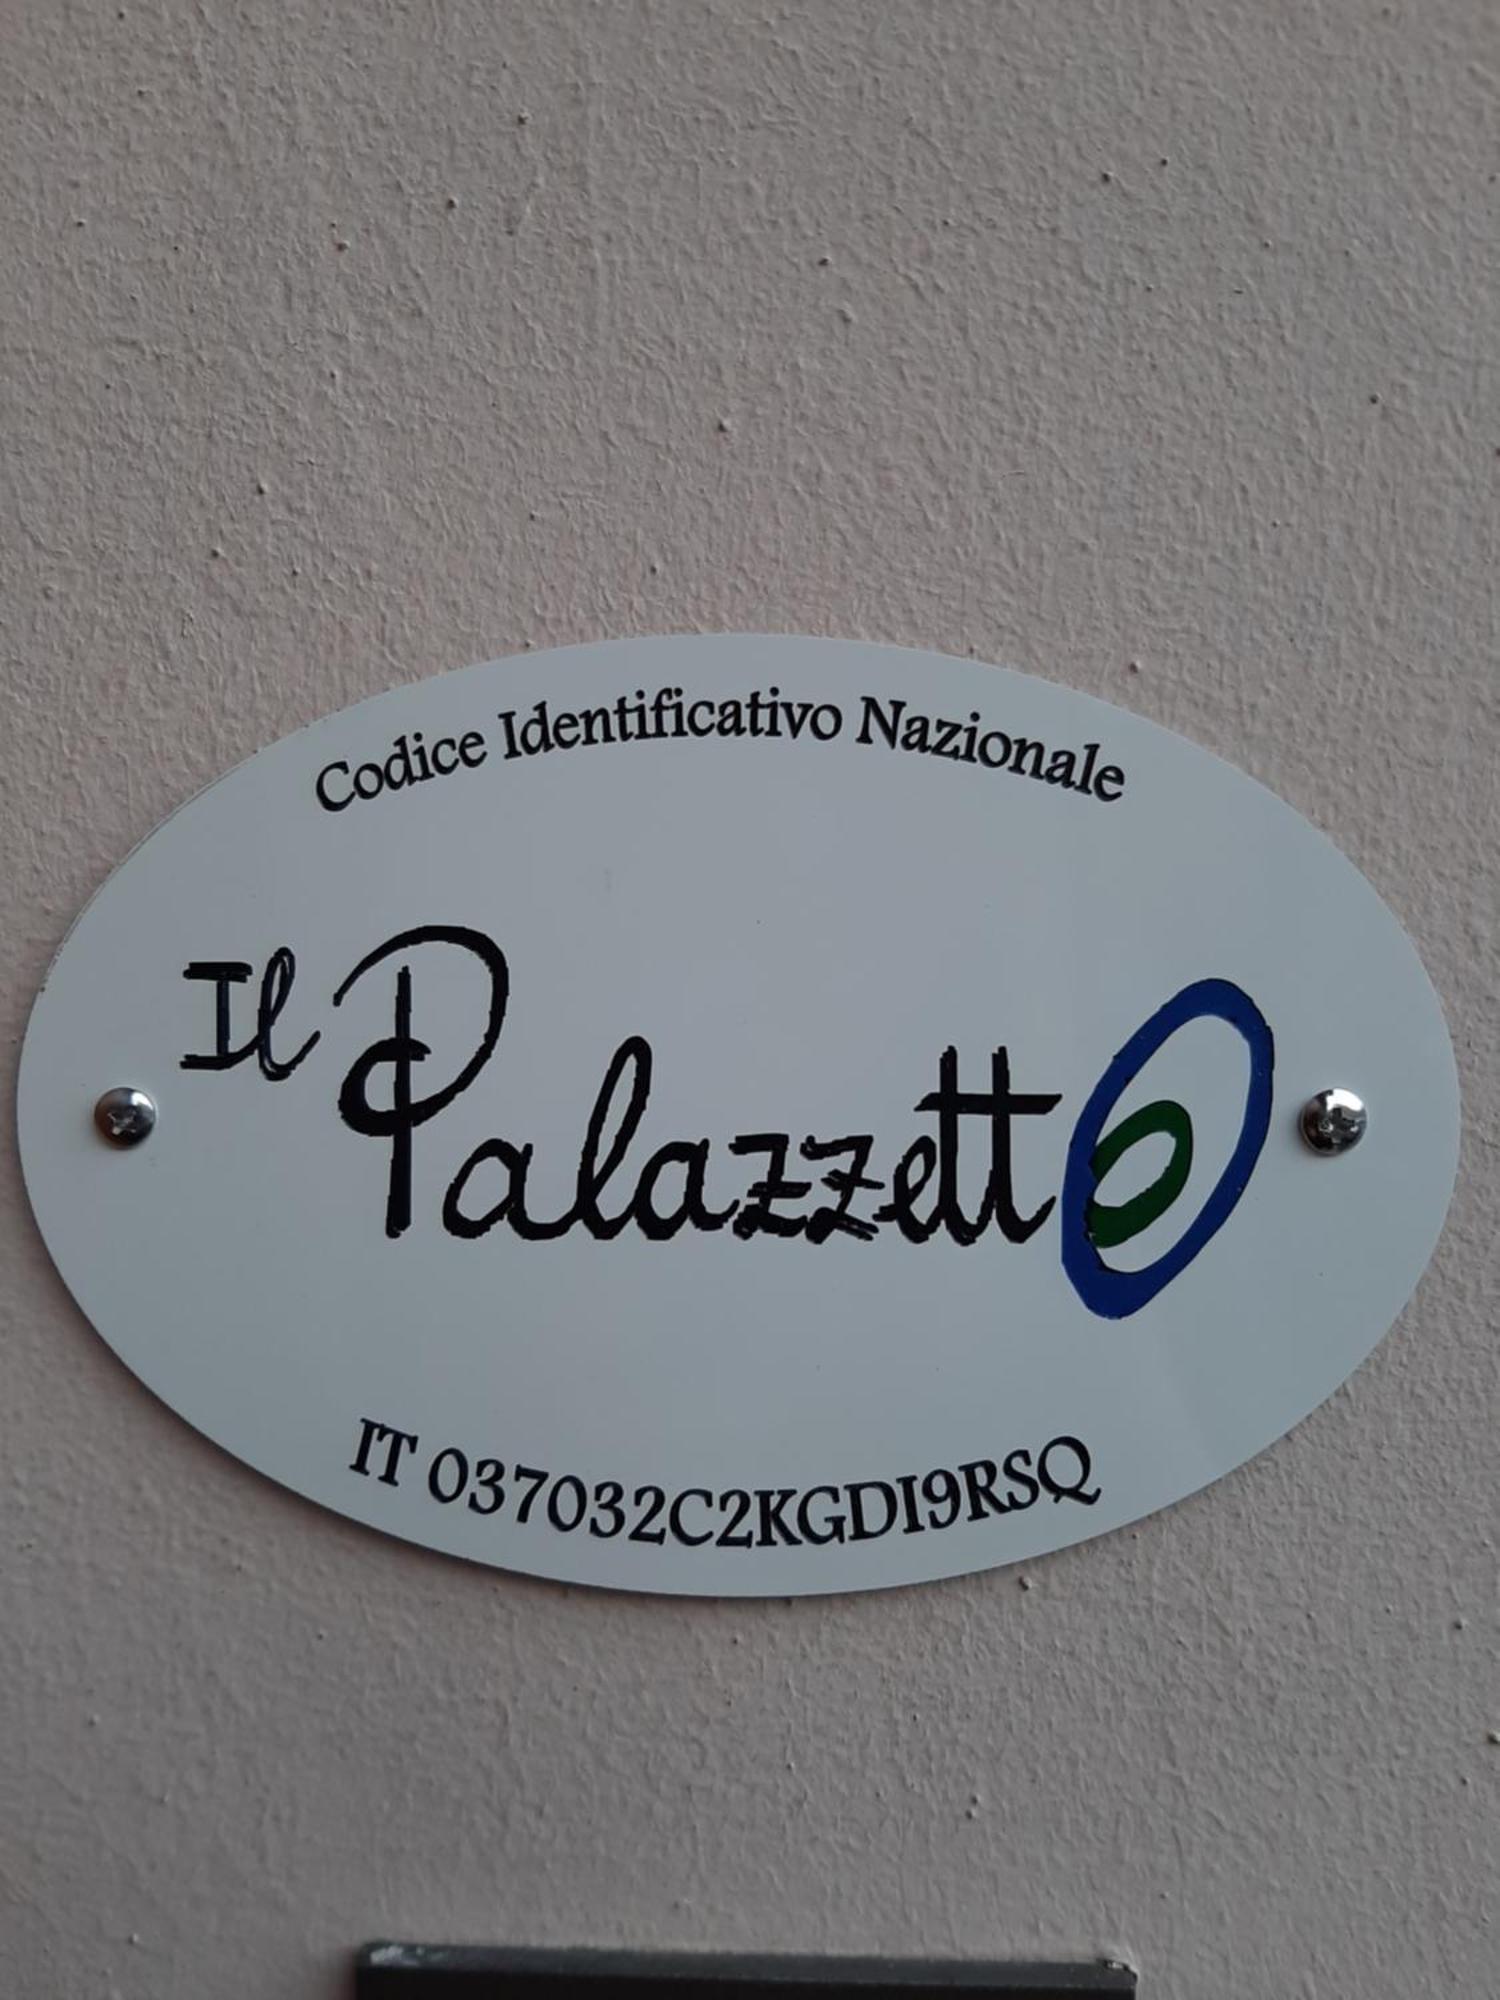 Codice Identificativo Nazionale
Il Palazzetto
IT 037032C2KGDI9RSQ